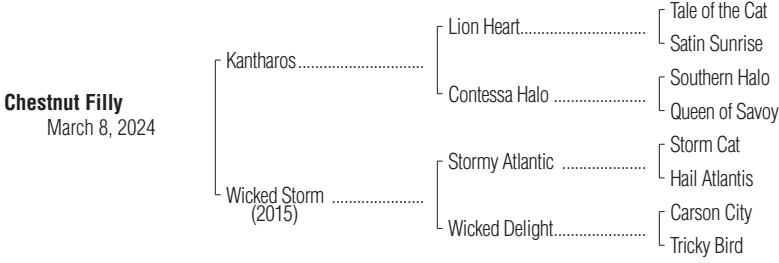 Chestnut Filly
March 8, 2024
Kantharos
Wicked Storm
(2015)
Lion Heart
Contessa Halo
Stormy Atlantic
Wicked Delight
Tale of the Cat
Satin Sunrise
Southern Halo
Queen of Savoy
Storm Cat
Hail Atlantis
Carson City
Tricky Bird